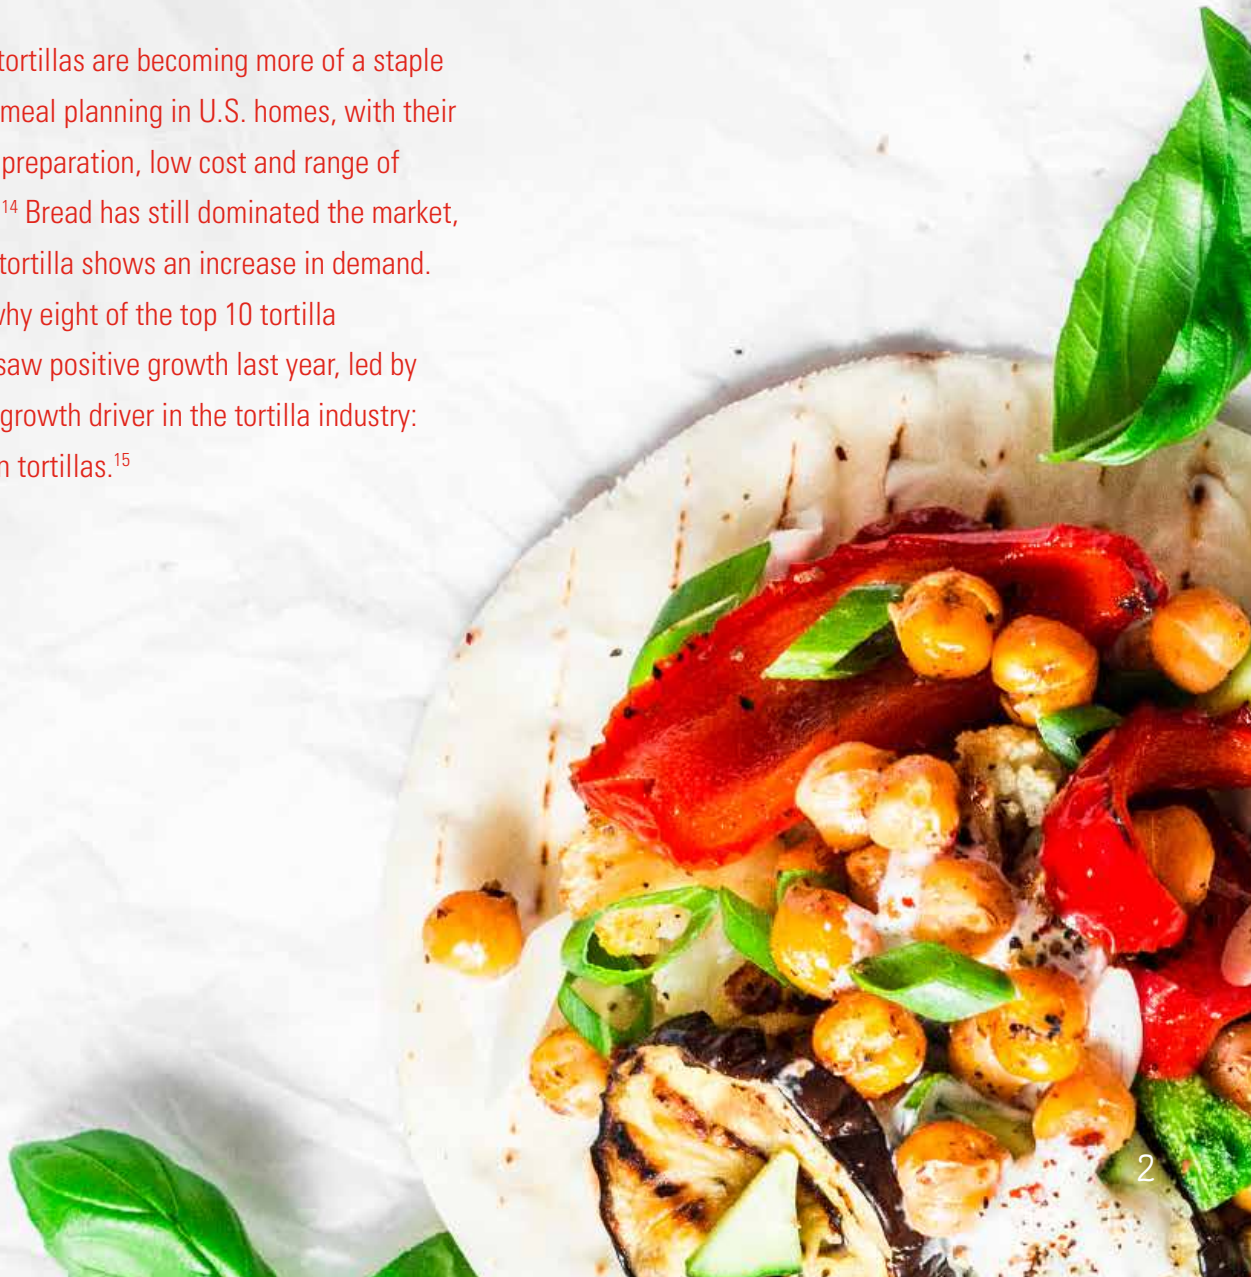 tortillas are becoming more of a staple
meal planning in U.S. homes, with their
preparation, low cost and range of
14 Bread has still dominated the market,
tortilla shows an increase in demand.
why eight of the top 10 tortilla
saw positive growth last year, led by
growth driver in the tortilla industry:
tortillas.15
2